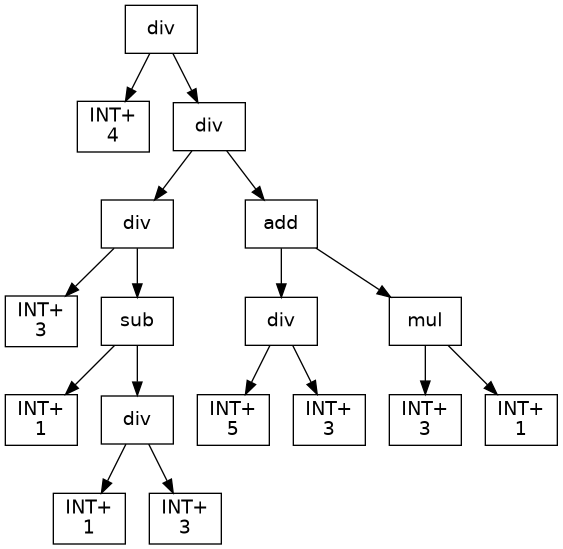 div
INT+
4
div
div
add
INT+
3
sub
div
mul
INT+
1
div
INT+
5
INT+
3
INT+
3
INT+
1
INT+
1
INT+
3